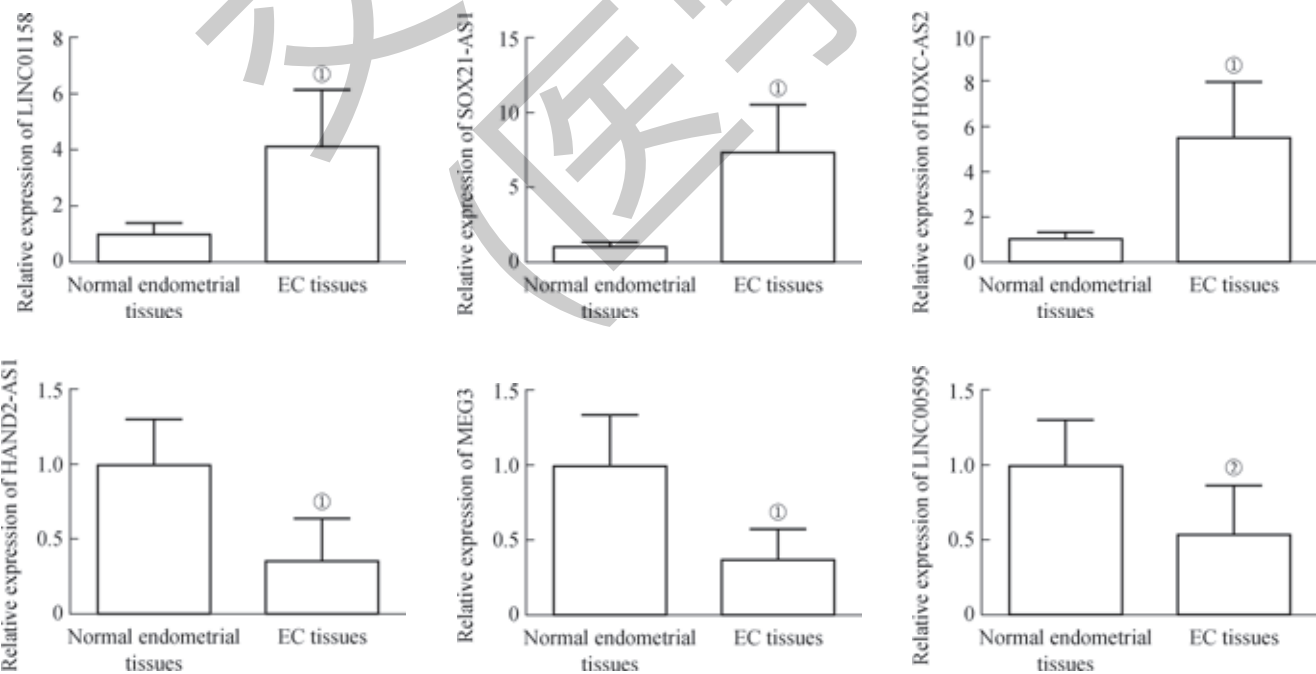 Relative expression of LINC01158
8
6
4
2
0
①
Normal endometrial
tissues
EC tissues
Relative expression of SOX21-AS1
15
10
5
0
①
Normal endometrial
tissues
EC tissues
Relative expression of HOXC-AS2
10
8
6
4
2
0
①
Normal endometrial
tissues
EC tissues
Relative expression of HAND2-AS1
1.5
1.0
0.5
0
①
Normal endometrial
tissues
EC tissues
Relative expression of MEG3
1.5
1.0
0.5
0
①
Normal endometrial
tissues
EC tissues
Relative expression of LINC00595
1.5
1.0
0.5
0
②
Normal endometrial
tissues
EC tissues
医